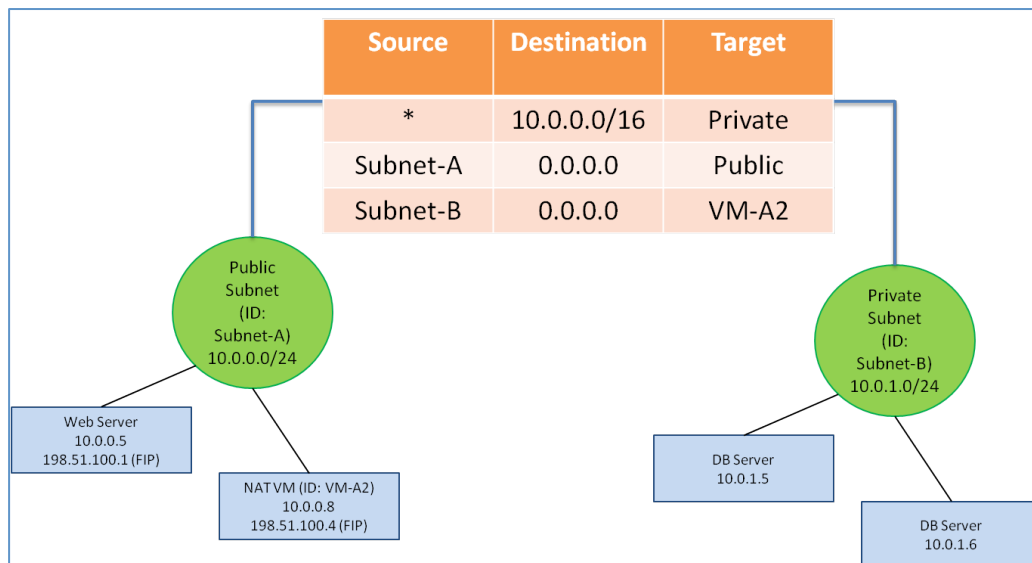 Source Destination Target
* 10.0.0.0/16 Private
Subnet-A 0.0.0.0 Public
Subnet-B 0.0.0.0 VM-A2
Public
Subnet
(ID:
Subnet-A)
10.0.0.0/24
Private
Subnet
(ID:
Subnet-B)
10.0.1.0/24
Web Server
10.0.0.5
198.51.100.1 (FIP)
NAT VM (ID: VM-A2)
10.0.0.8
198.51.100.4 (FIP)
DB Server
10.0.1.5
DB Server
10.0.1.6